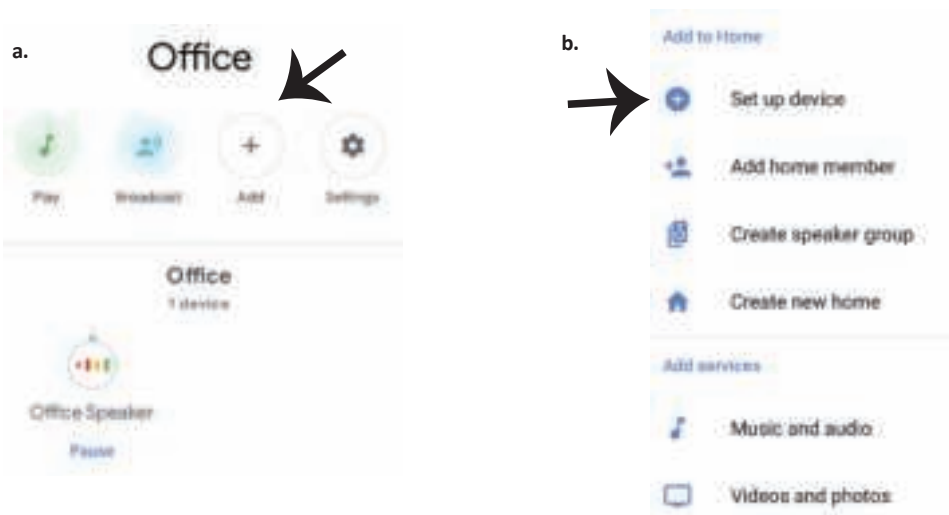 a.
Office
Play Broadcast Add Settings
Office
1 device
Office Speaker
Pause
b.
Add to Home
Set up device
Add home member
Create speaker group
Create new home
Add services
Music and audio
Videos and photos